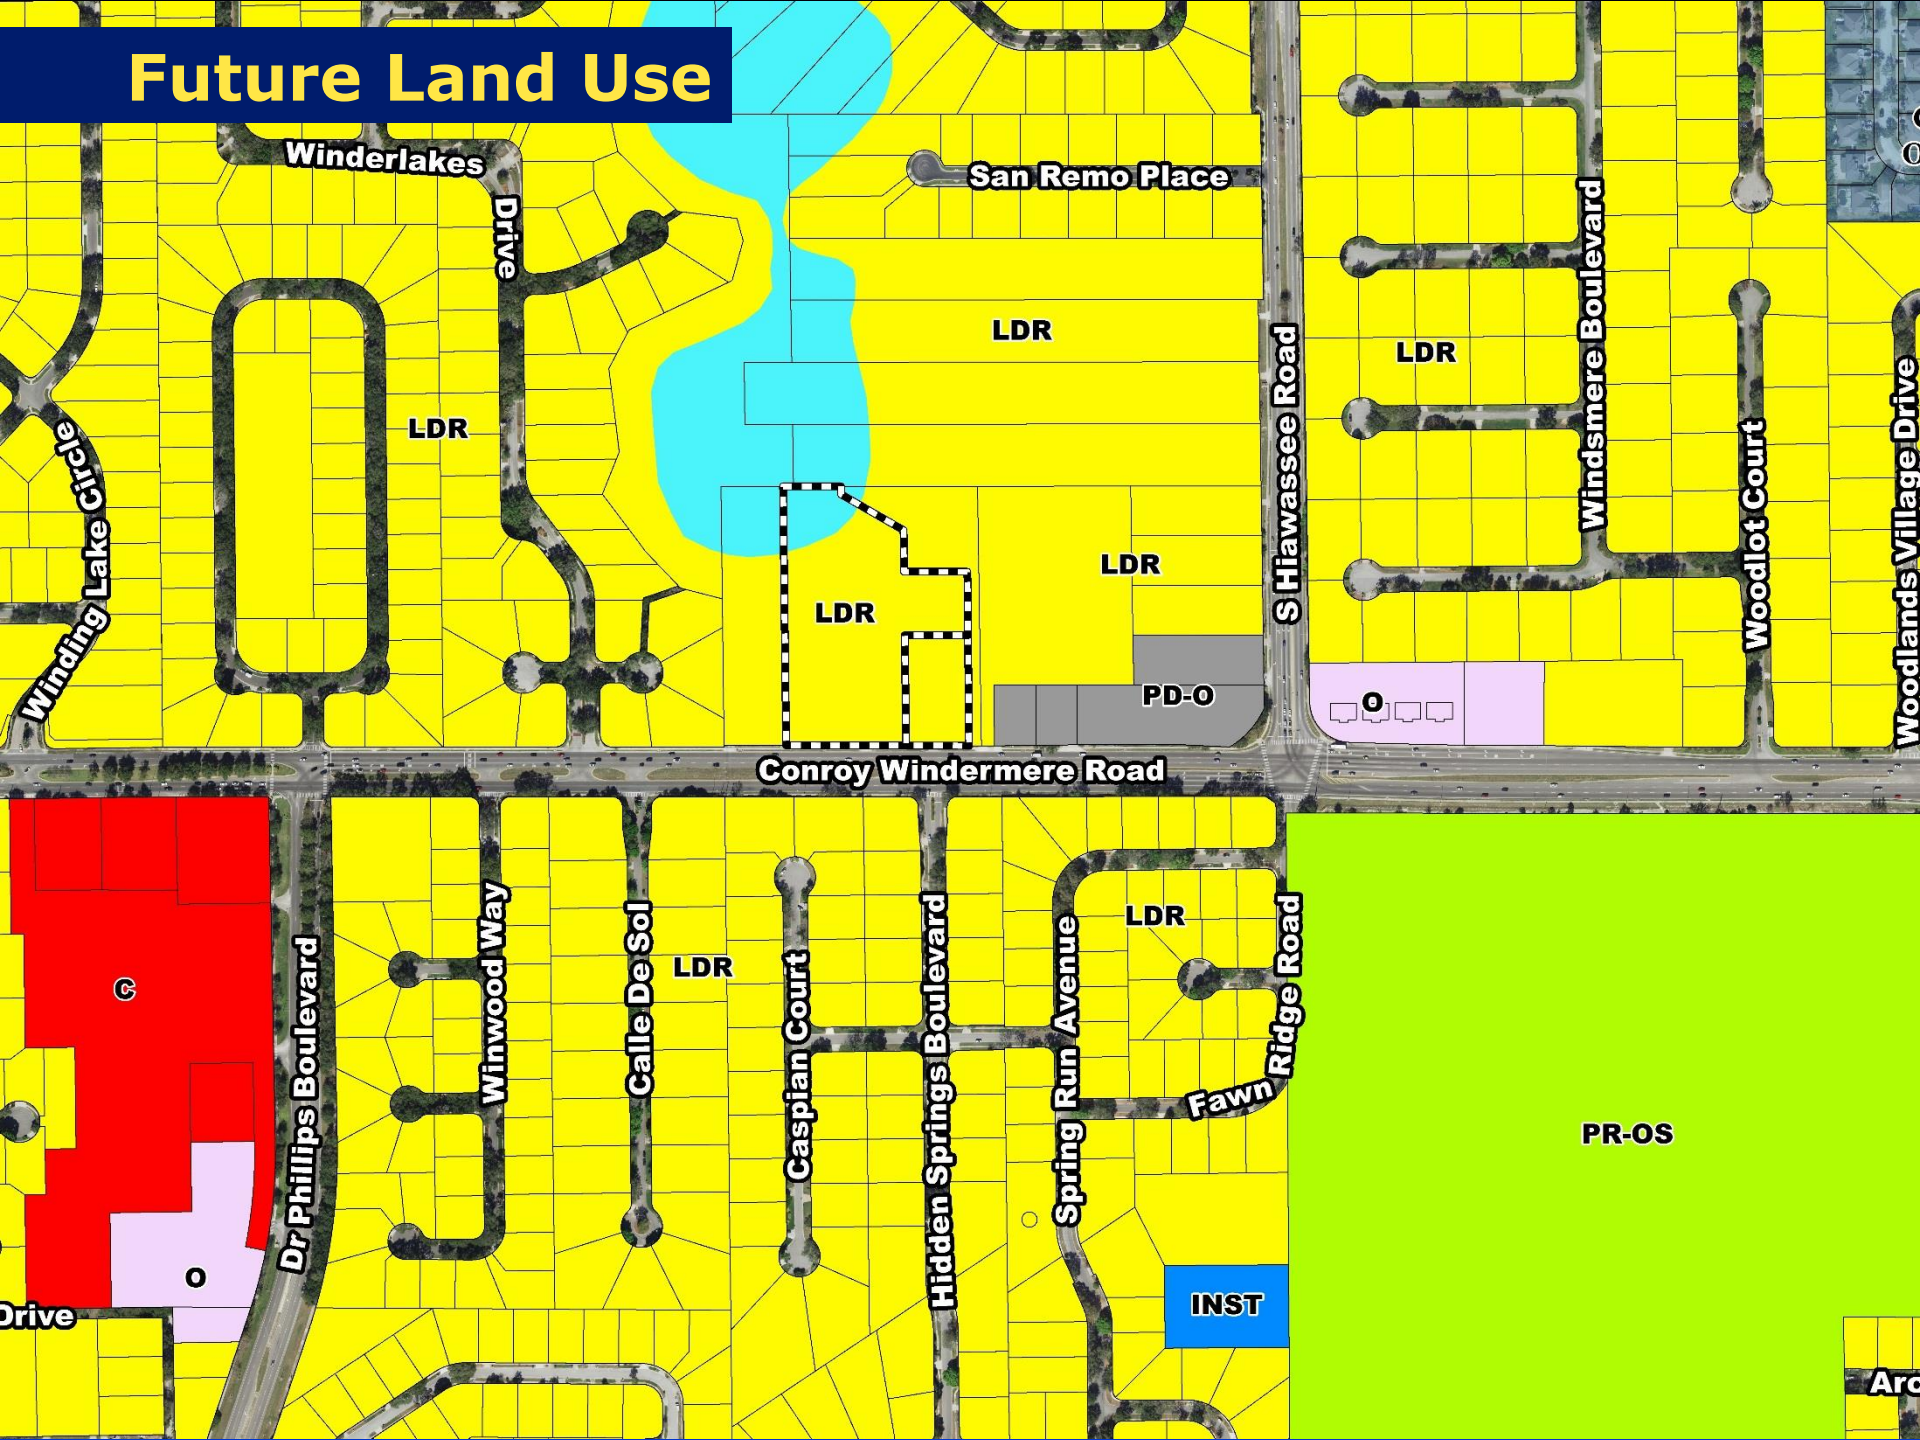 Future Land Use
Winderlakes
Drive
San Remo Place
LDR
LDR
LDR
LDR
LDR
Winding Lake Circle
S Hiawassee Road
Windsmere Boulevard
Woodlot Court
Woodlands Village Drive
PD-O
O
Conroy Windermere Road
C
O
Drive
Dr Phillips Boulevard
Winwood Way
Calle De Sol
LDR
Caspian Court
Hidden Springs Boulevard
Spring Run Avenue
LDR
Fawn Ridge Road
PR-OS
INST